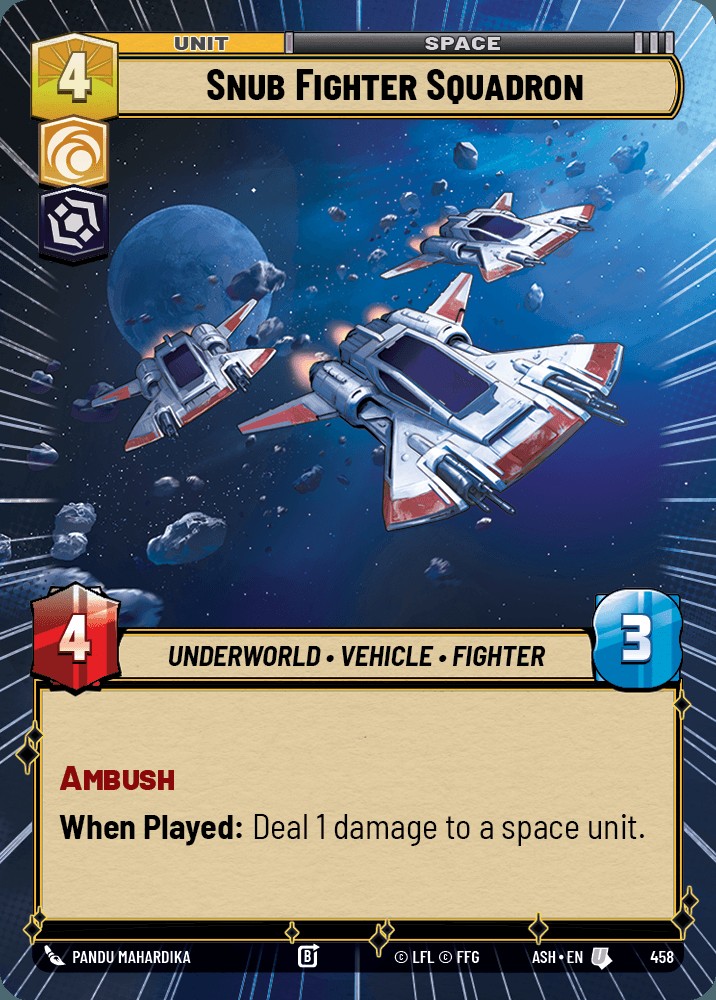 UNIT SPACE
4 SNUB FIGHTER SQUADRON
4 UNDERWORLD • VEHICLE • FIGHTER 3
AMBUSH
When Played: Deal 1 damage to a space unit.
PANDU MAHARDIKA B © LFL © FFG ASH • EN U 458